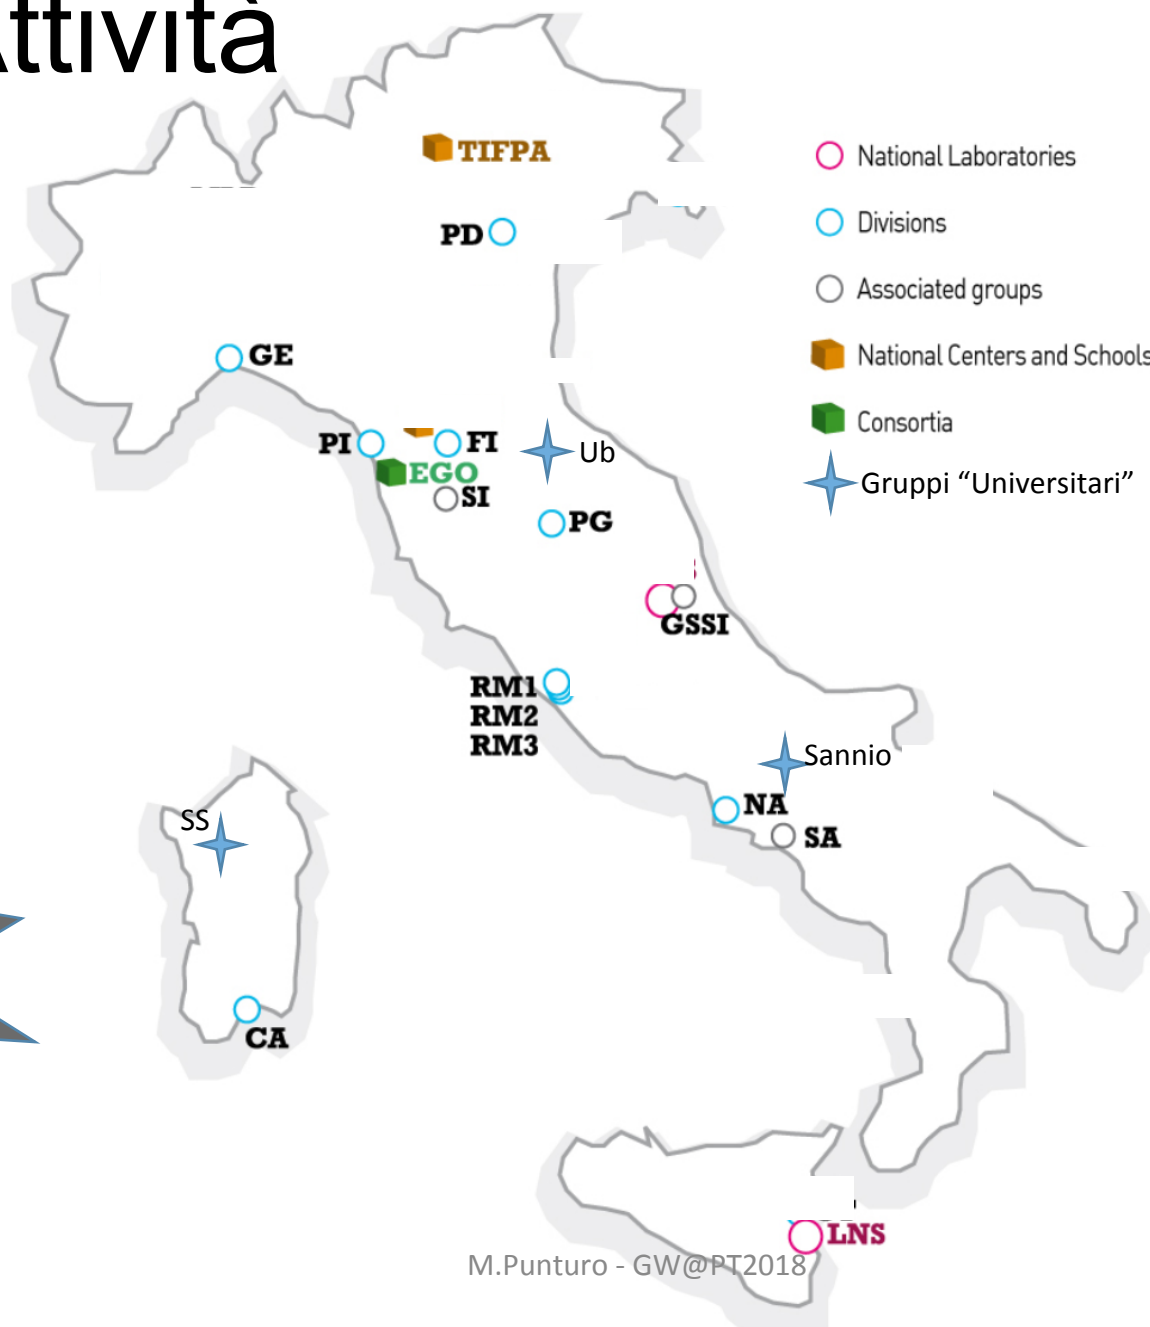 ttività
TIFPA
National Laboratories
PD
Divisions
Associated groups
GE
National Centers and Schools
PI
FI
Ub
Consortia
EGO
SI
Gruppi “Universitari”
PG
GSSI
RM1
RM2
RM3
Sannio
NA
SS
SA
CA
LNS
M.Punturo - GW@PT2018